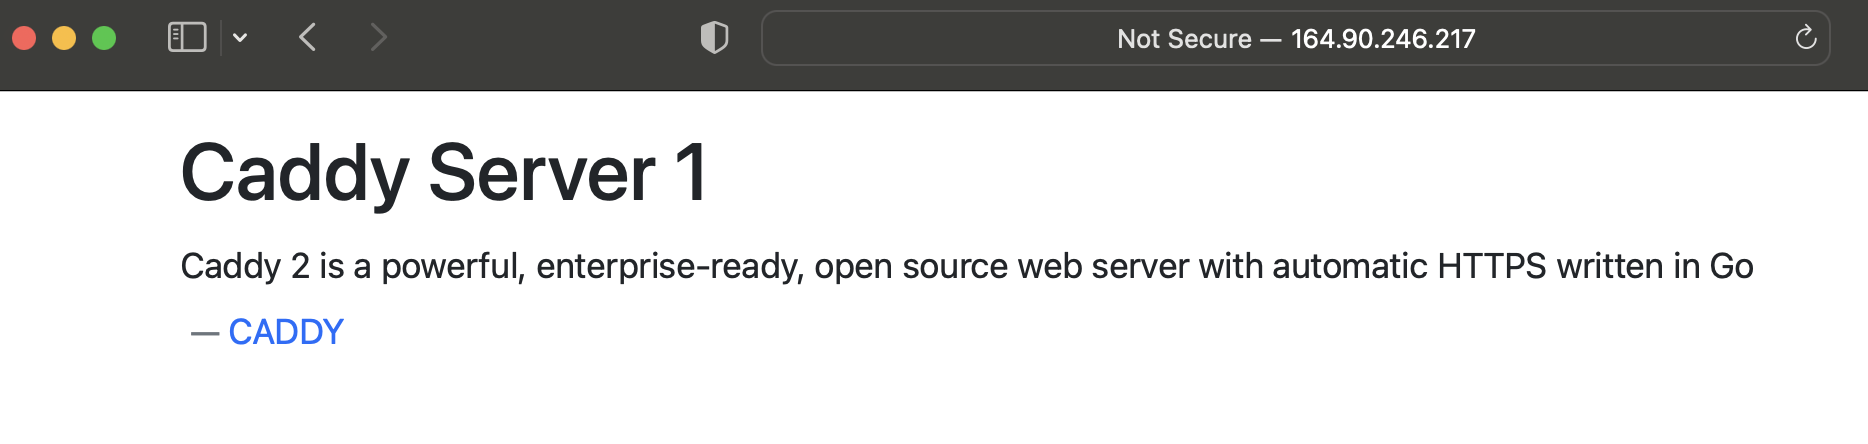 Not Secure — 164.90.246.217
Caddy Server 1
Caddy 2 is a powerful, enterprise-ready, open source web server with automatic HTTPS written in Go
— CADDY